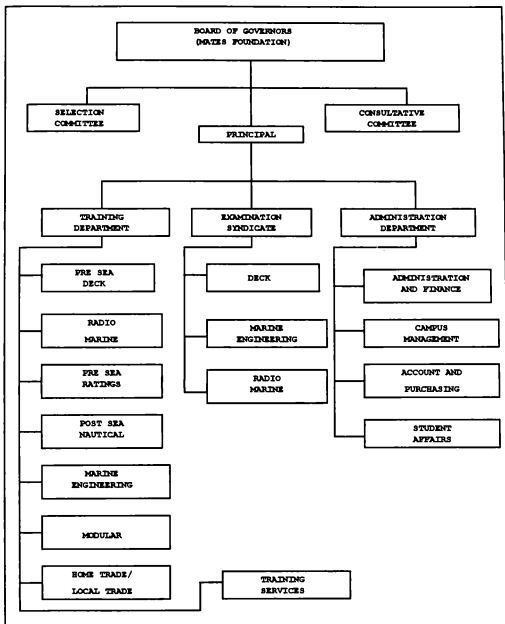 BOARD OF GOVERNORS
(MATES FOUNDATION)
SELECTION
COMMITTEE
CONSULTATIVE
COMMITTEE
PRINCIPAL
TRAINING
DEPARTMENT
EXAMINATION
SYNDICATE
ADMINISTRATION
DEPARTMENT
PRE SEA
DECK
RADIO
MARINE
PRE SEA
RATINGS
POST SEA
NAUTICAL
MARINE
ENGINEERING
MODULAR
HOME TRADE/
LOCAL TRADE
TRAINING
SERVICES
DECK
MARINE
ENGINEERING
RADIO
MARINE
ADMINISTRATION
AND FINANCE
CAMPUS
MANAGEMENT
ACCOUNT AND
PURCHASING
STUDENT
AFFAIRS